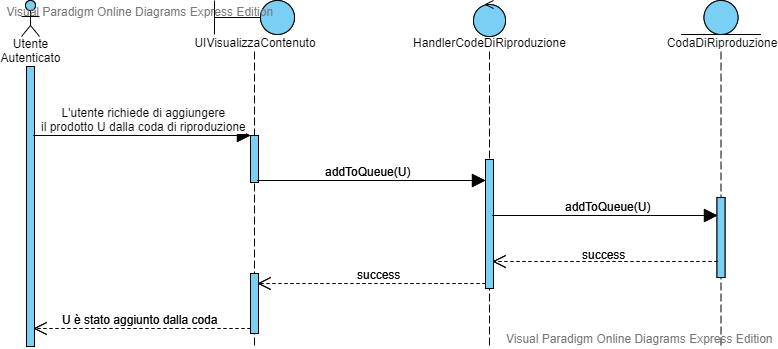 Visual Paradigm Online Diagrams Express Edition
Utente
Autenticato
UIVisualizzaContenuto
HandlerCodeDiRiproduzione
CodaDiRiproduzione
L'utente richiede di aggiungere
il prodotto U dalla coda di riproduzione
addToQueue(U)
addToQueue(U)
success
success
U è stato aggiunto dalla coda
Visual Paradigm Online Diagrams Express Edition